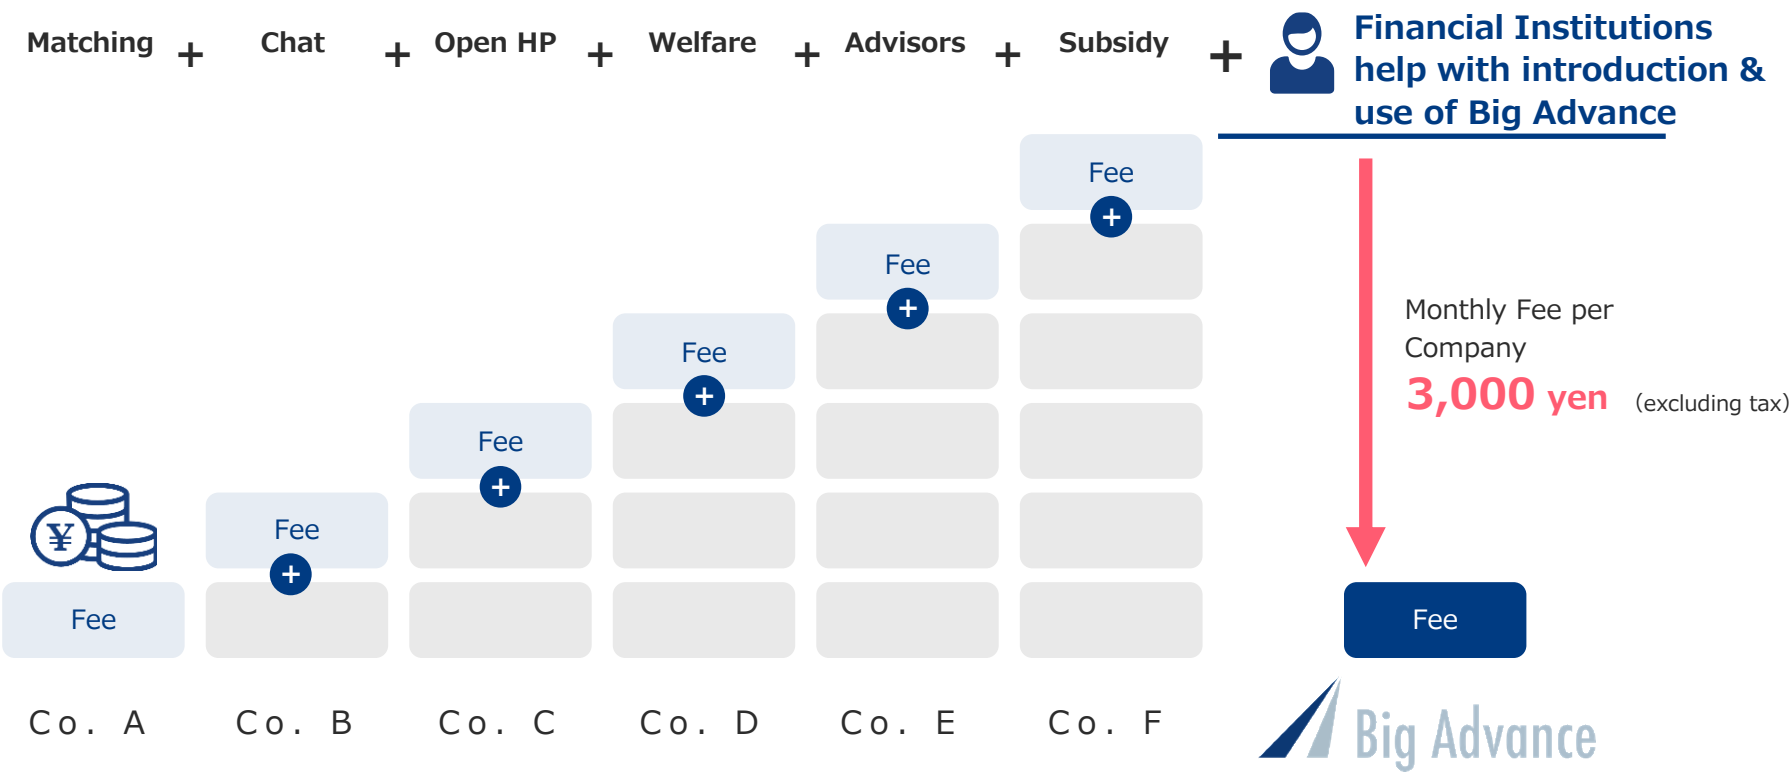 Matching + Chat + Open HP + Welfare + Advisors + Subsidy +
Financial Institutions
help with introduction &
use of Big Advance
Fee
+
Fee
+
Fee
+
Fee
+
Fee
+
Fee
¥
Monthly Fee per
Company
3,000 yen (excluding tax)
Fee
Co. A Co. B Co. C Co. D Co. E Co. F
Big Advance